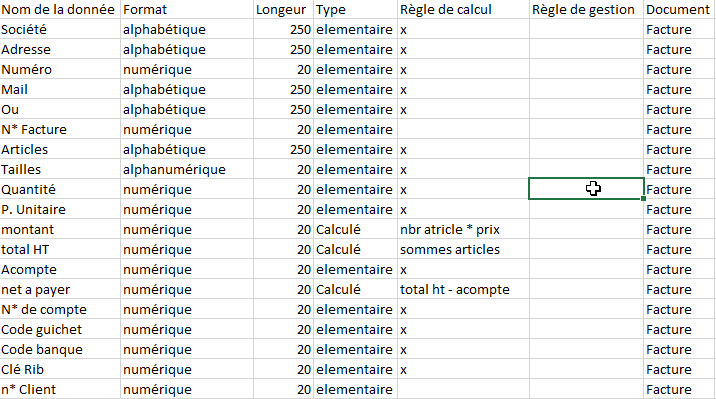 Nom de la donnée Format Longeur Type Règle de calcul Règle de gestion Document
Société alphabétique 250 elementaire x Facture
Adresse alphabétique 250 elementaire x Facture
Numéro numérique 20 elementaire x Facture
Mail alphabétique 250 elementaire x Facture
Ou alphabétique 250 elementaire x Facture
N* Facture numérique 20 elementaire Facture
Articles alphabétique 250 elementaire x Facture
Tailles alphanumérique 20 elementaire x Facture
Quantité numérique 20 elementaire x Facture
P. Unitaire numérique 20 elementaire x Facture
montant numérique 20 Calculé nbr atricle * prix Facture
total HT numérique 20 Calculé sommes articles Facture
Acompte numérique 20 elementaire x Facture
net a payer numérique 20 Calculé total ht - acompte Facture
N* de compte numérique 20 elementaire x Facture
Code guichet numérique 20 elementaire x Facture
Code banque numérique 20 elementaire x Facture
Clé Rib numérique 20 elementaire x Facture
n* Client numérique 20 elementaire Facture